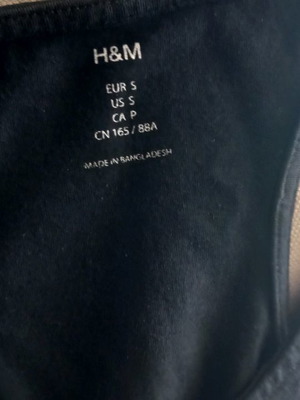 H&M
EUR S
US S
CA P
CN 165 / 88A
MADE IN BANGLADESH